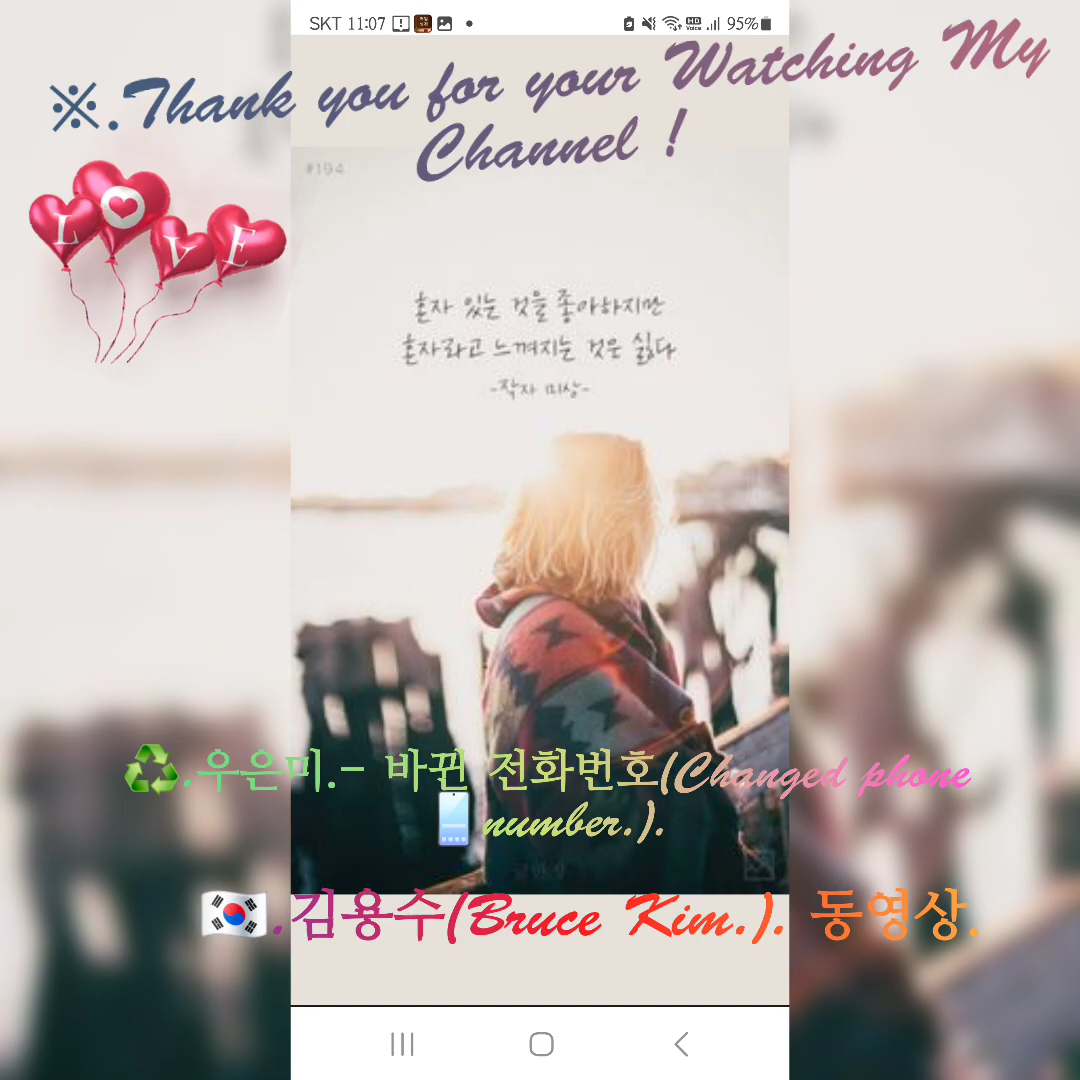 SKT 11:07
HD Voice 95%
※.Thank you for your Watching My
Channel !
#194
L O V E
혼자 있는 것을 좋아하지만
혼자라고 느껴지는 것은 싫다
-작자 미상-
.우은미.- 바뀐 전화번호(Changed phone
number.).
.김용수(Bruce Kim.). 동영상.